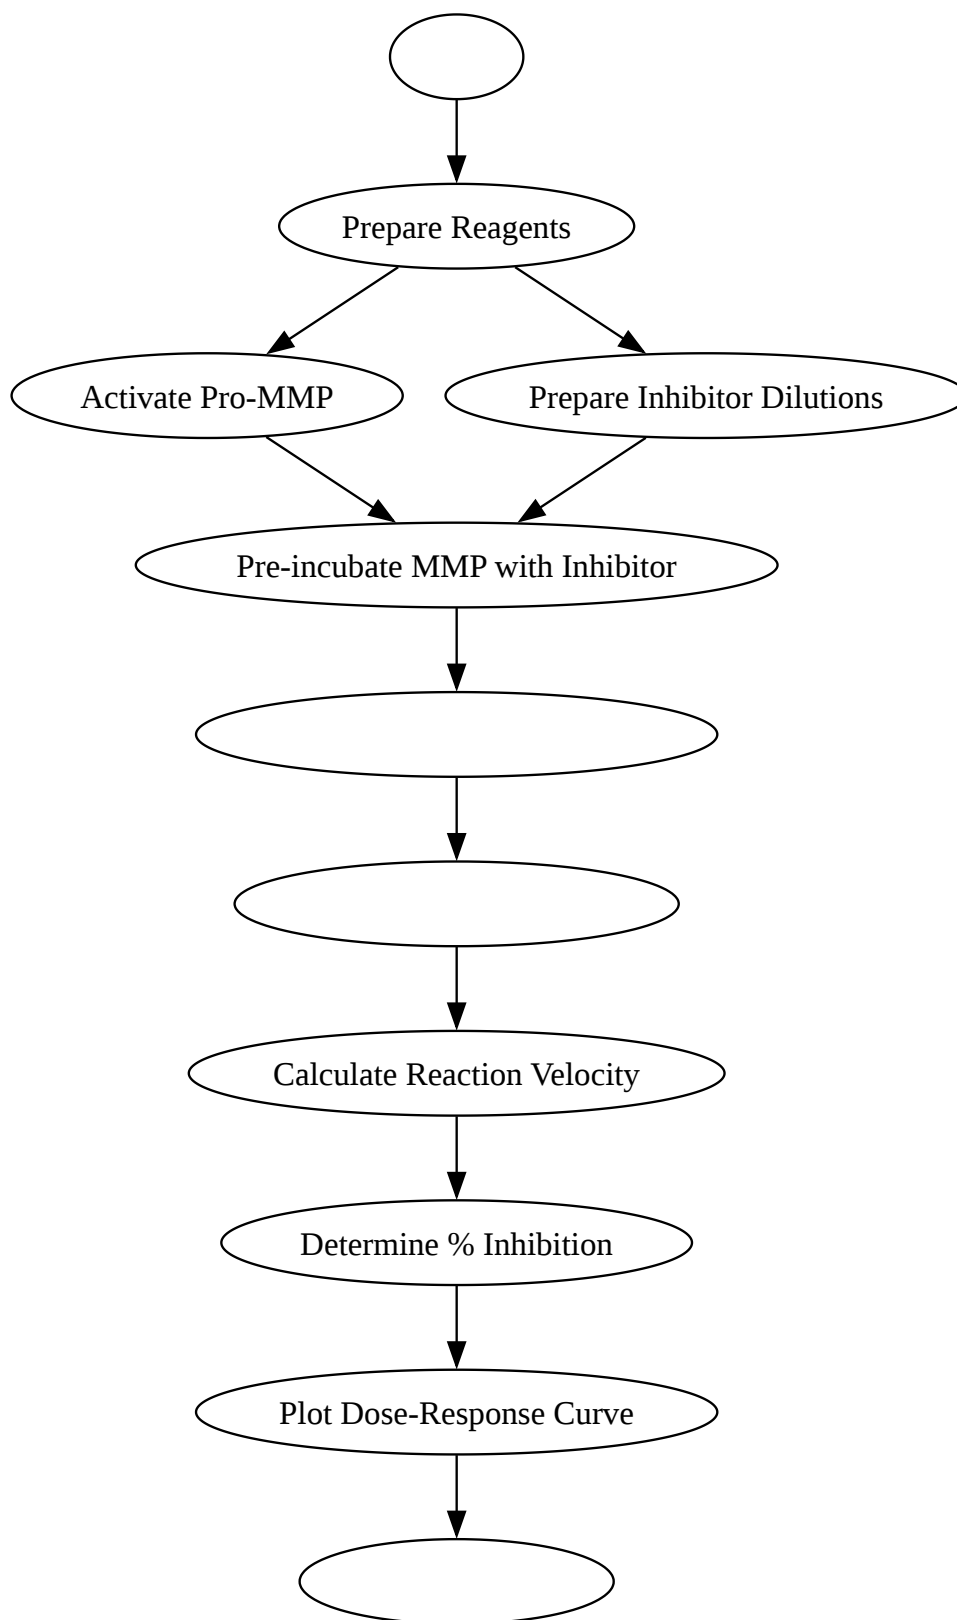 Prepare Reagents
Activate Pro-MMP
Prepare Inhibitor Dilutions
Pre-incubate MMP with Inhibitor
Calculate Reaction Velocity
Determine % Inhibition
Plot Dose-Response Curve